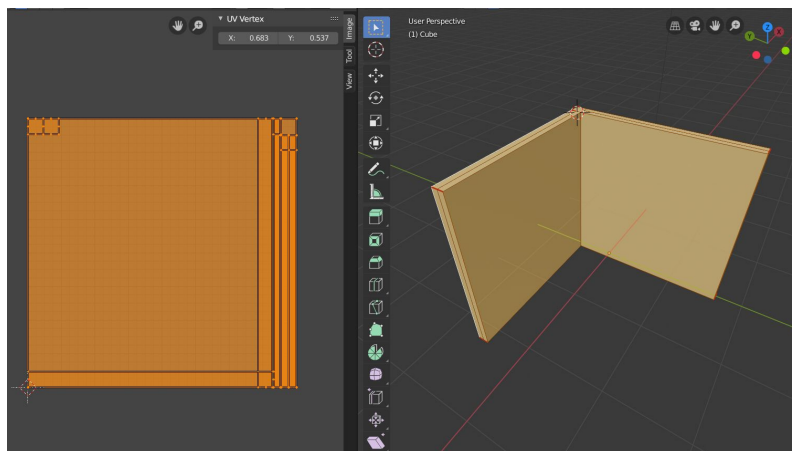 UV Vertex
X: 0.683 Y: 0.537
Image
Tool
View
User Perspective
(1) Cube
Z
Y
X